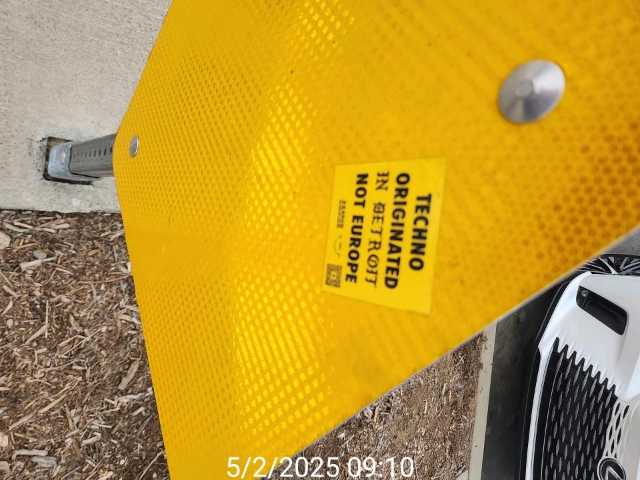 TECHNO
ORIGINATED
IN DETROIT
NOT EUROPE
5/2/2025 09:10